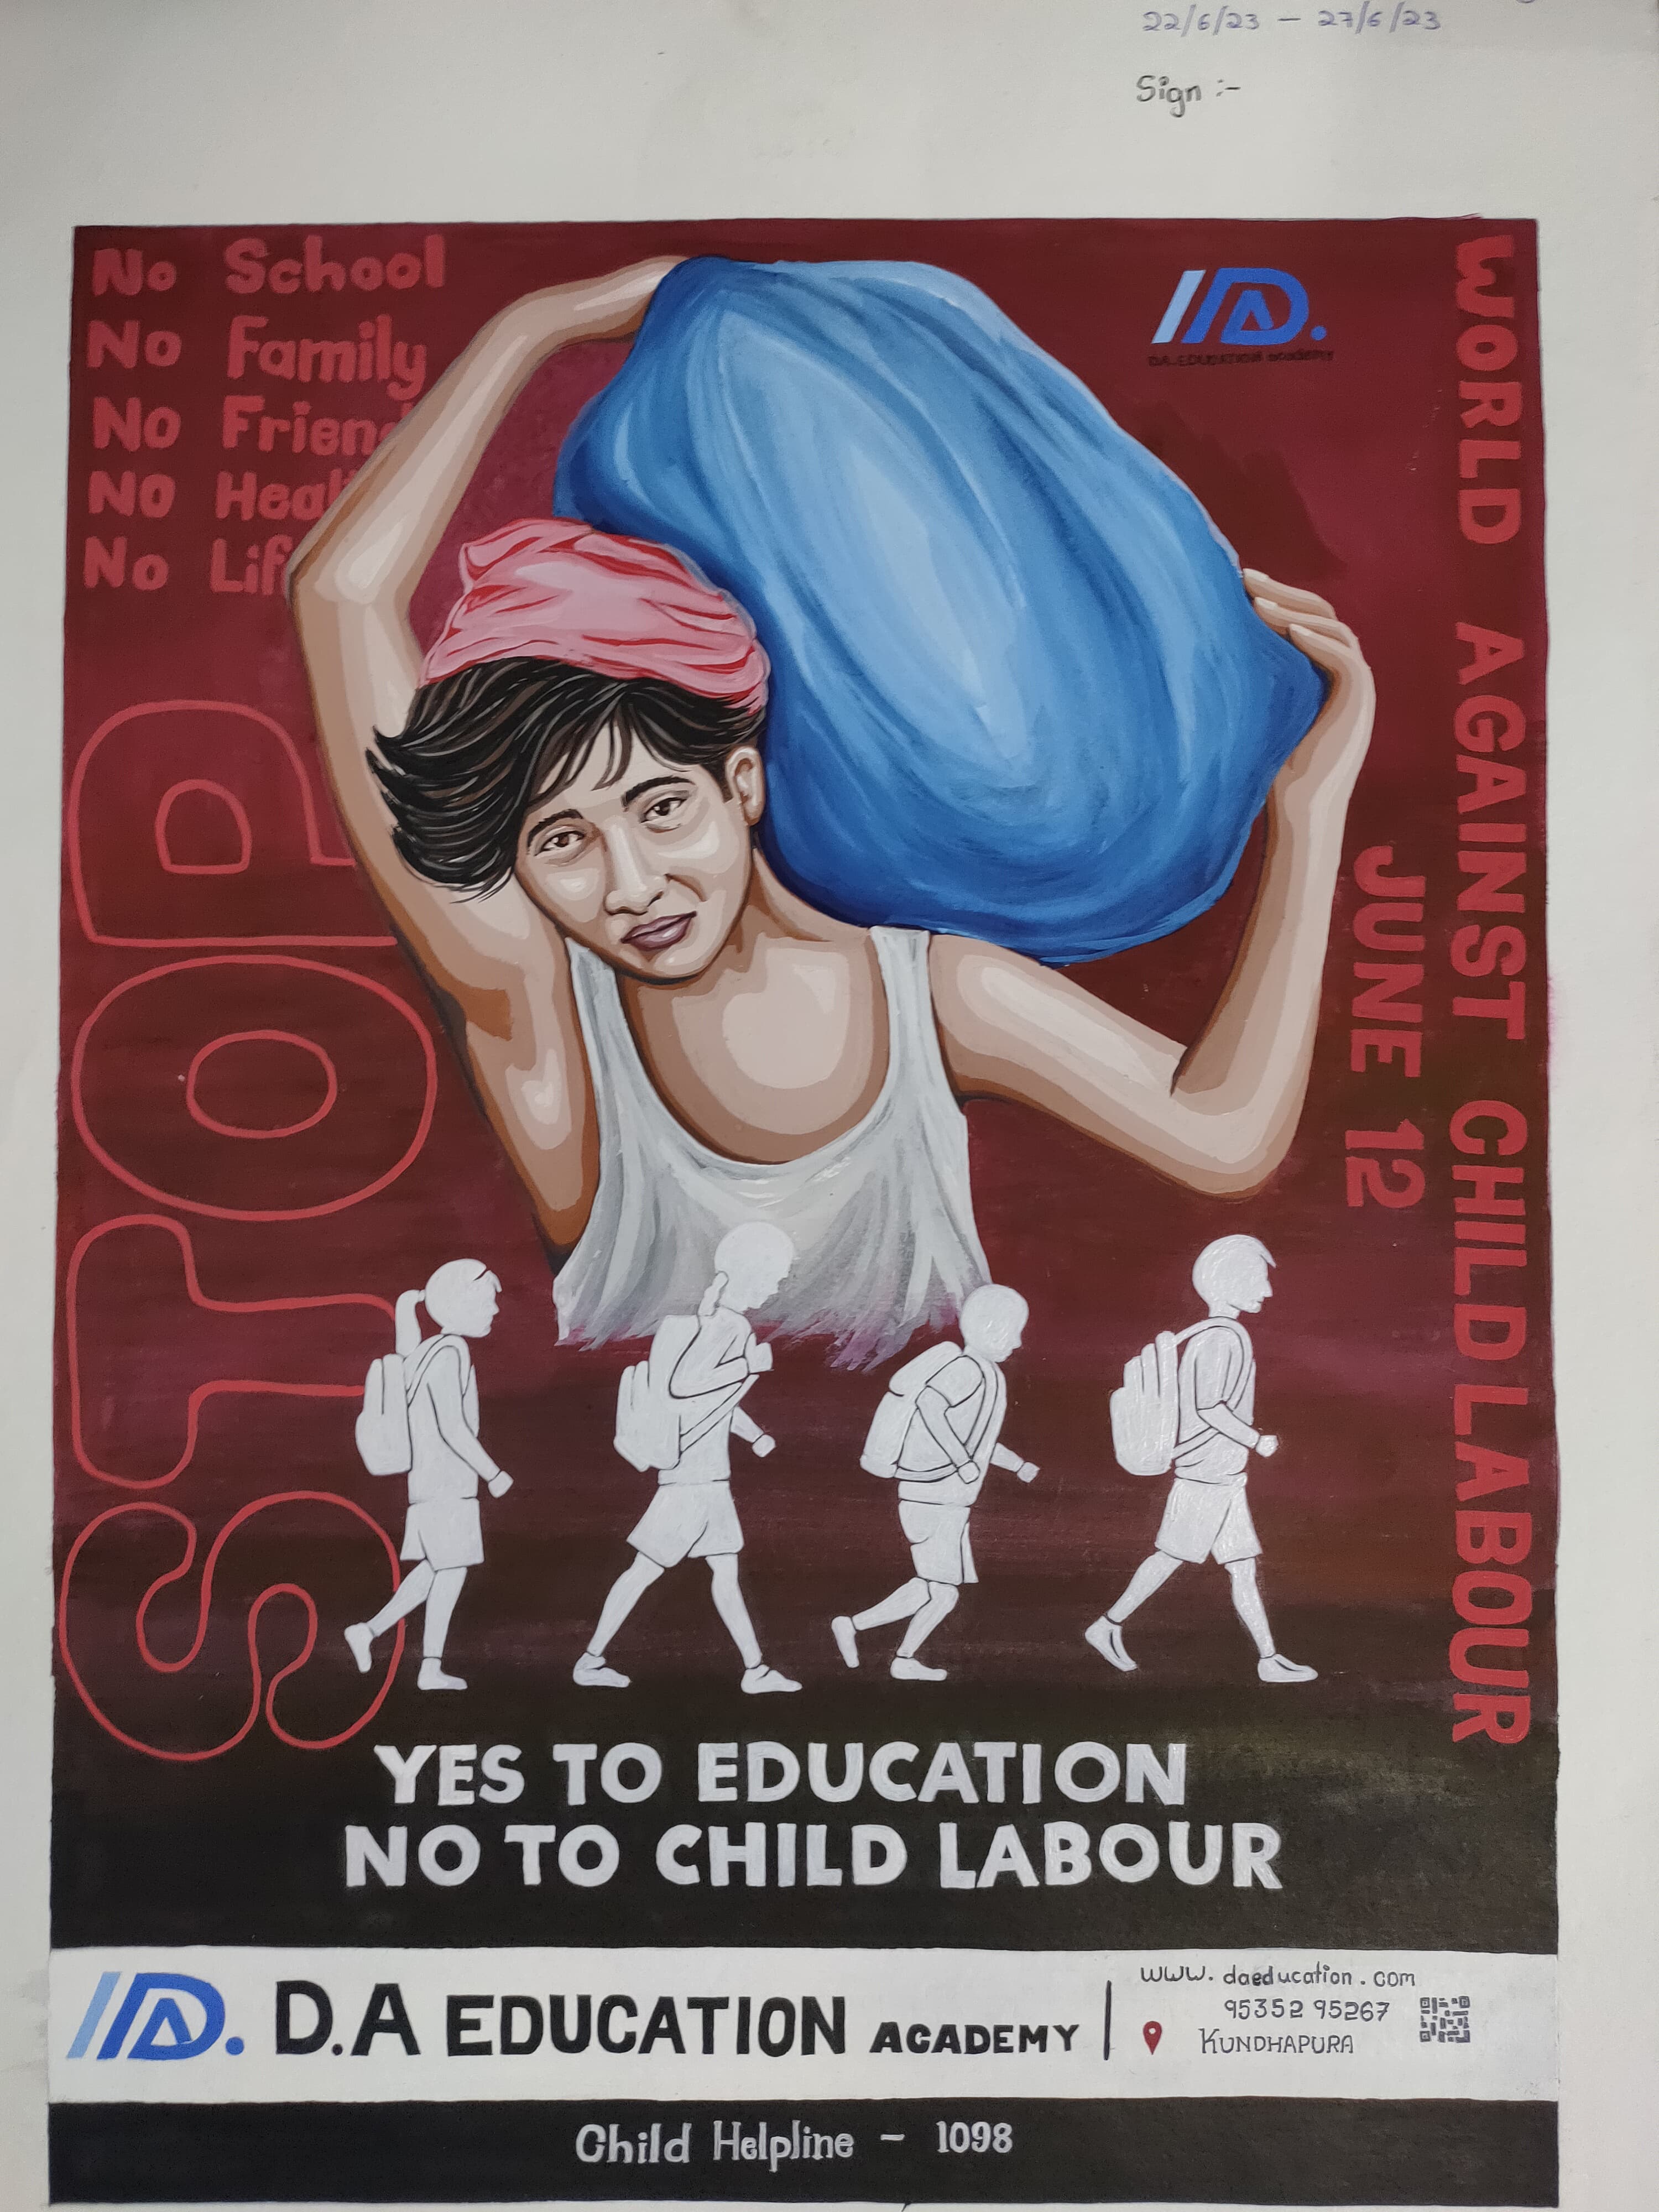 22/6/23 — 27/6/23
Sign :-
No School
No Family
No Friend
No Heal
No Lif
STOP
DA.EDUCATION academy
WORLD AGAINST CHILD LABOUR
JUNE 12
YES TO EDUCATION
NO TO CHILD LABOUR
D.A EDUCATION ACADEMY
www.daeducation.com
95352 95267
KUNDHAPURA
Child Helpline - 1098